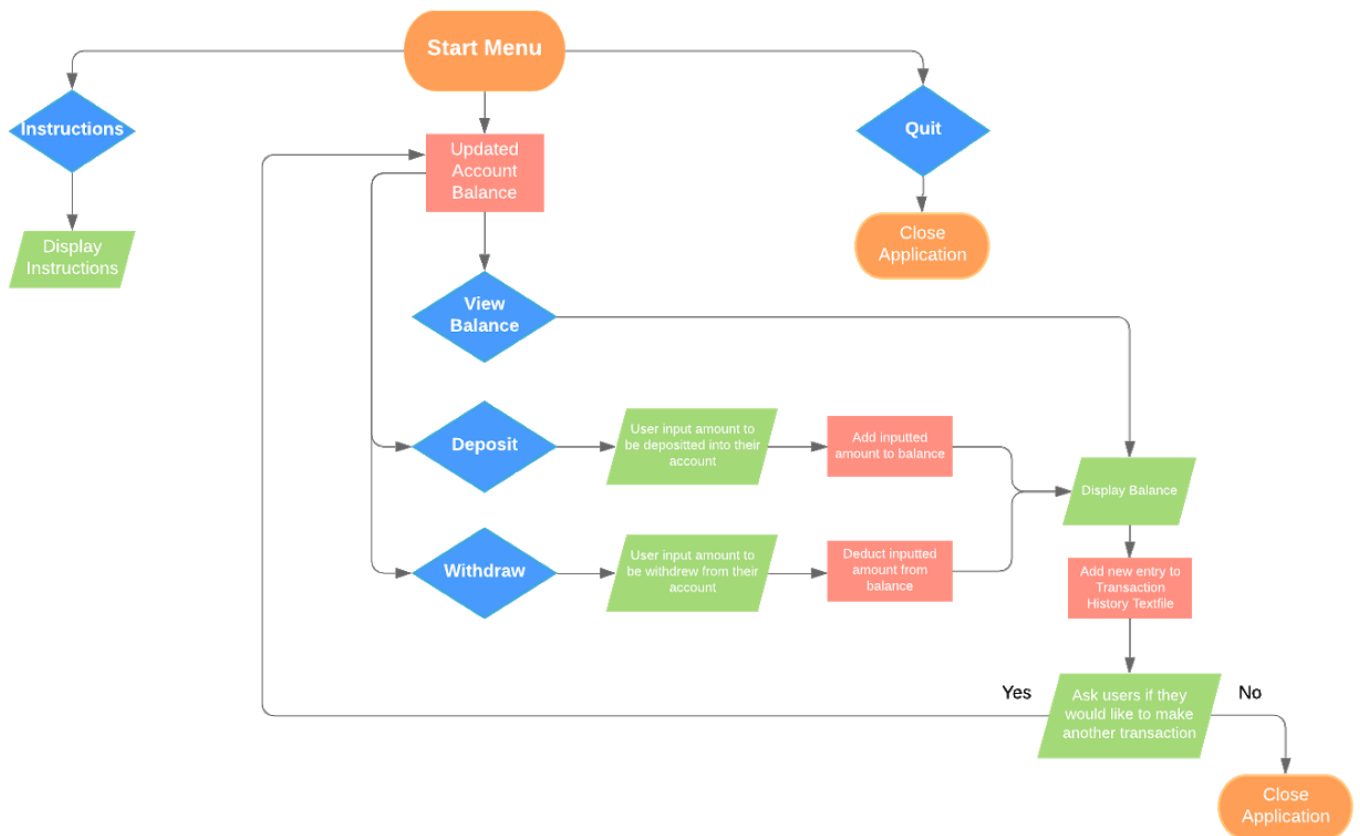 Start Menu
Instructions
Quit
Updated
Account
Balance
Display
Instructions
Close
Application
View
Balance
Deposit
User input amount to
be depositted into their
account
Add inputted
amount to balance
Display Balance
Withdraw
User input amount to
be withdrew from their
account
Deduct inputted
amount from
balance
Add new entry to
Transaction
History Textfile
Yes
Ask users if they
would like to make
another transaction
No
Close
Application